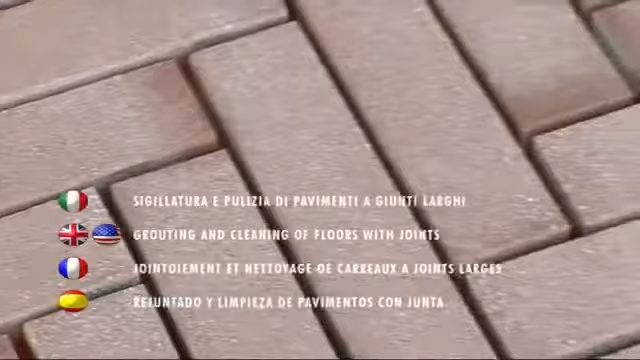 SIGILLATURA E PULIZIA DI PAVIMENTI A GIUNTI LARGHI
GROUTING AND CLEANING OF FLOORS WITH JOINTS
JOINTOIEMENT ET NETTOYAGE DE CARREAUX A JOINTS LARGES
REJUNTADO Y LIMPIEZA DE PAVIMENTOS CON JUNTA